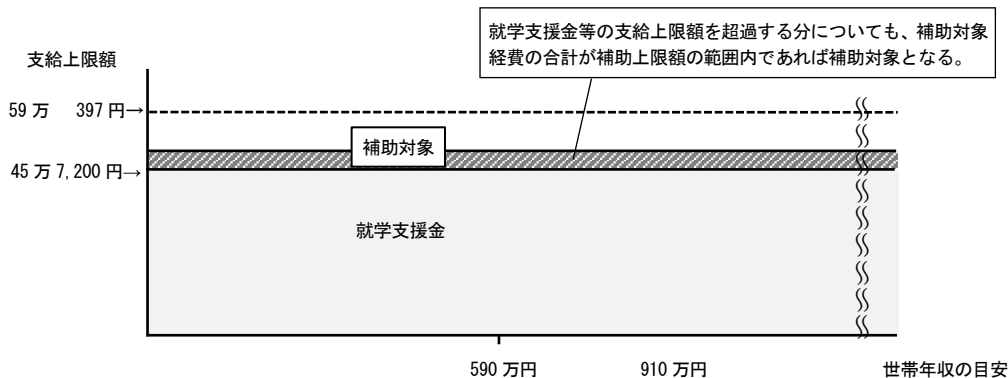 就学支援金等の支給上限額を超過する分についても、補助対象
経費の合計が補助上限額の範囲内であれば補助対象となる。
支給上限額
59 万　397 円→
補助対象
45 万 7,200 円→
就学支援金
590 万円
910 万円
世帯年収の目安